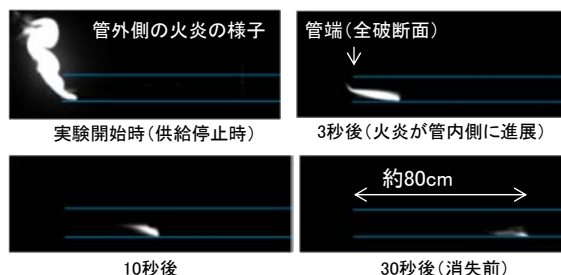 管外側の火炎の様子
管端（全破断面）
実験開始時（供給停止時）
3秒後（火炎が管内側に進展）
約80cm
10秒後
30秒後（消失前）